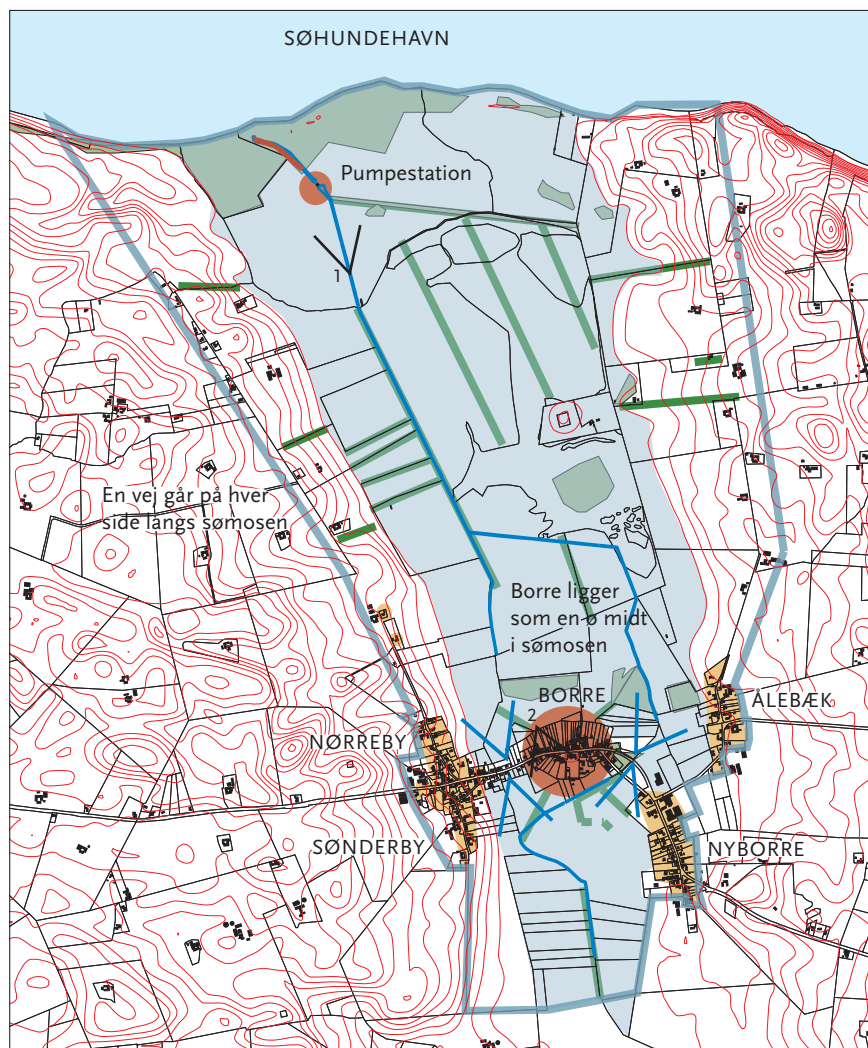 SØHUNDEHAVN
Pumpestation
1
En vej går på hver
side langs sømosen
Borre ligger
som en ø midt
i sømosen
BORRE
2
ÅLEBÆK
NØRREBY
SØNDERBY
NYBORRE